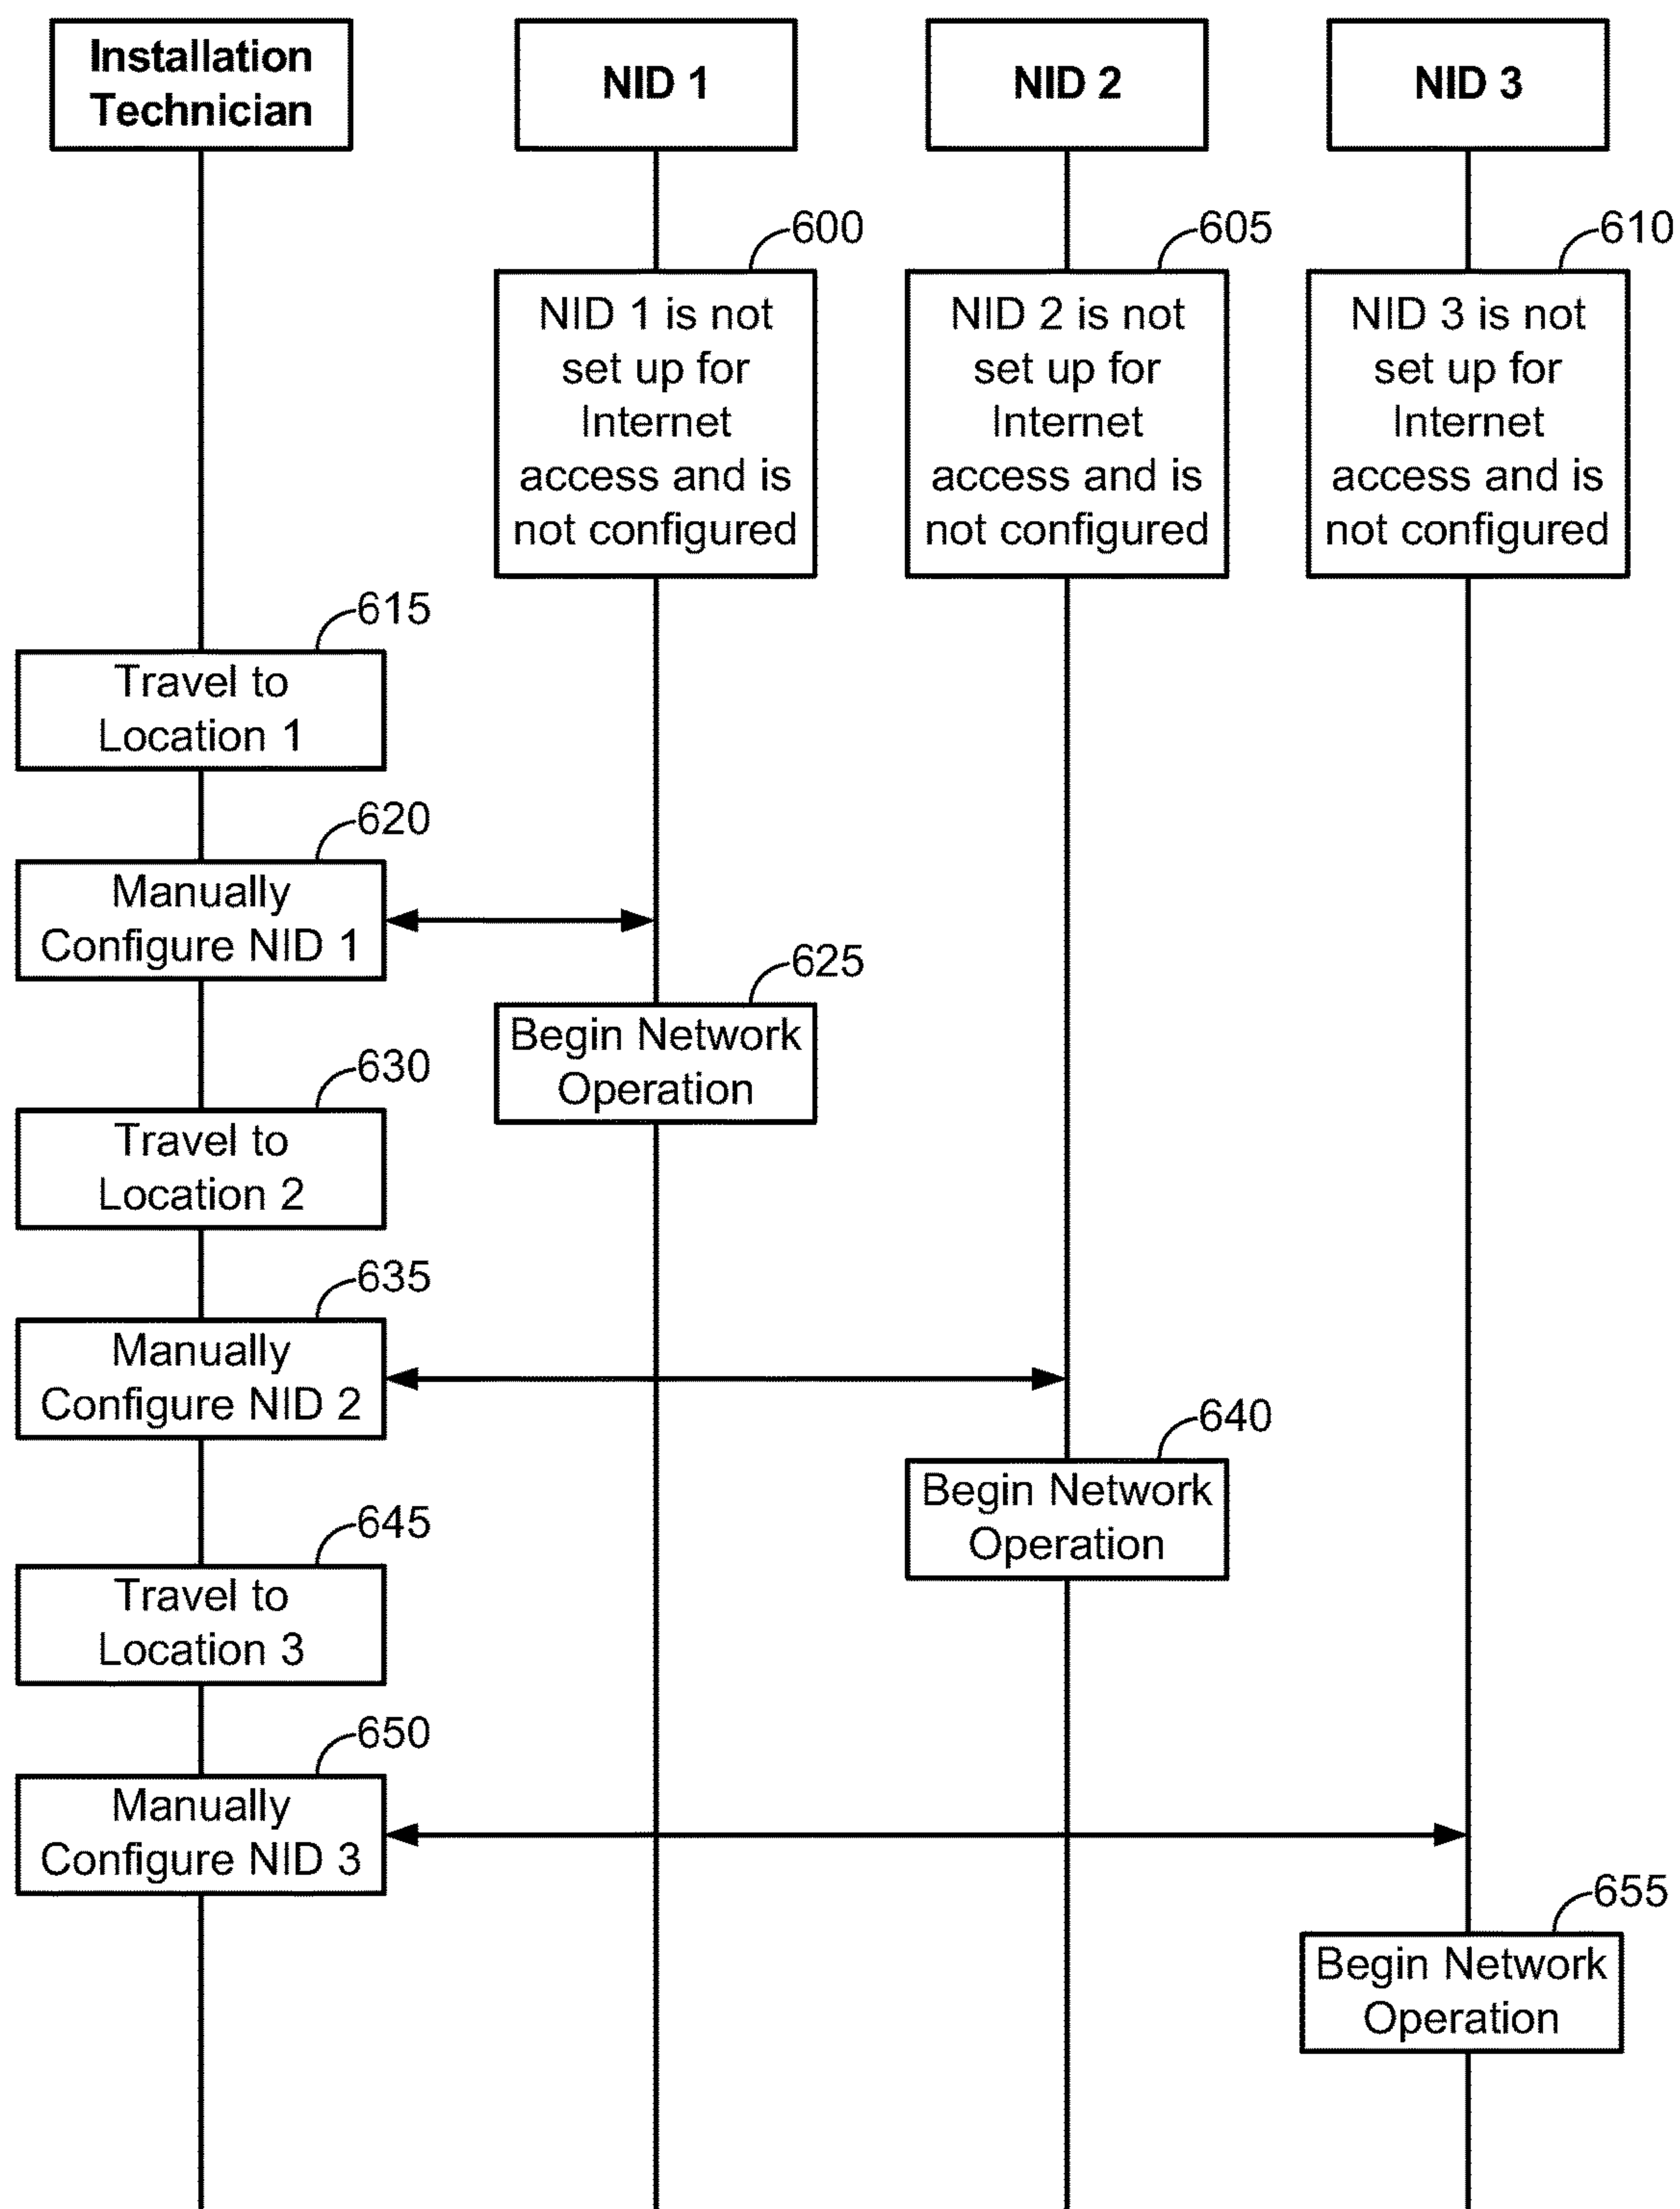 Installation
Technician
NID 1
NID 2
NID 3
600
605
610
NID 1 is not
set up for
Internet
access and is
not configured
NID 2 is not
set up for
Internet
access and is
not configured
NID 3 is not
set up for
Internet
access and is
not configured
615
Travel to
Location 1
620
Manually
Configure NID 1
625
Begin Network
Operation
630
Travel to
Location 2
635
Manually
Configure NID 2
640
Begin Network
Operation
645
Travel to
Location 3
650
Manually
Configure NID 3
655
Begin Network
Operation